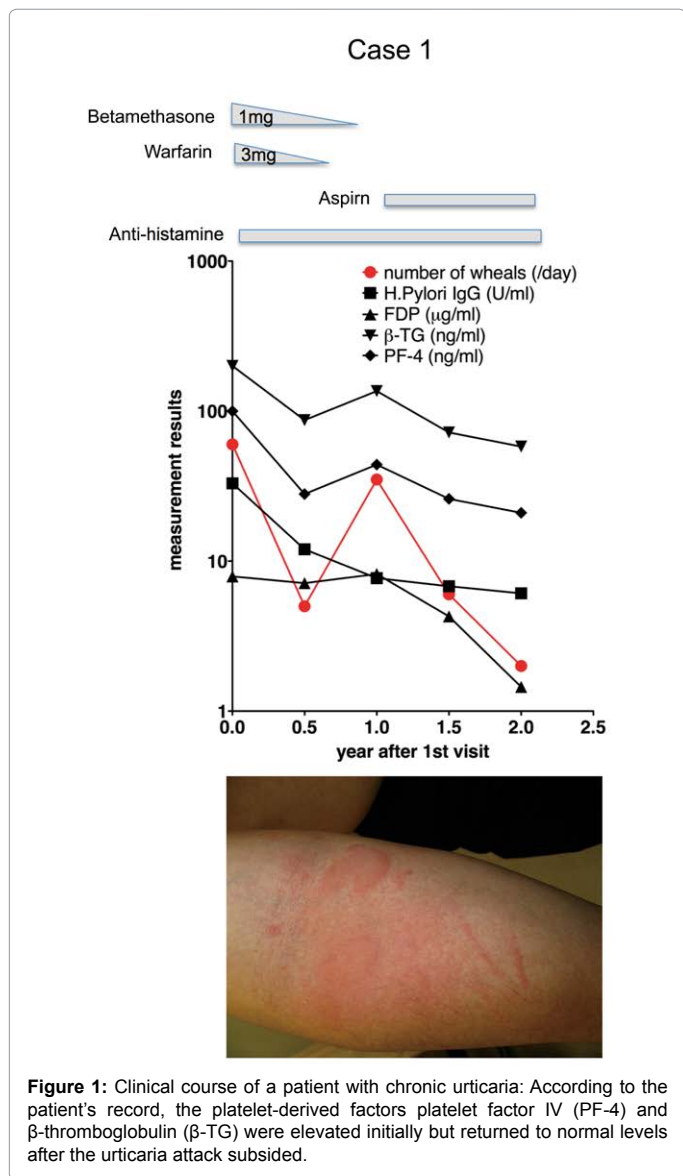 Case 1
Betamethasone 1mg
Warfarin 3mg
Aspirn
Anti-histamine
1000
100
10
1
measurement results
number of wheals (/day)
H.Pylori IgG (U/ml)
FDP (μg/ml)
β-TG (ng/ml)
PF-4 (ng/ml)
0.0 0.5 1.0 1.5 2.0 2.5
year after 1st visit
Figure 1: Clinical course of a patient with chronic urticaria: According to the
patient's record, the platelet-derived factors platelet factor IV (PF-4) and
β-thromboglobulin (β-TG) were elevated initially but returned to normal levels
after the urticaria attack subsided.